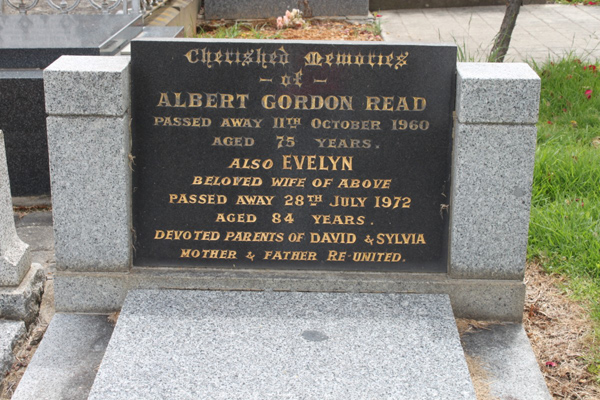 Cherished Memories
- of -
ALBERT GORDON READ
PASSED AWAY 11TH OCTOBER 1960
AGED 75 YEARS.
ALSO EVELYN
BELOVED WIFE OF ABOVE
PASSED AWAY 28TH JULY 1972
AGED 84 YEARS.
DEVOTED PARENTS OF DAVID & SYLVIA
MOTHER & FATHER RE-UNITED.